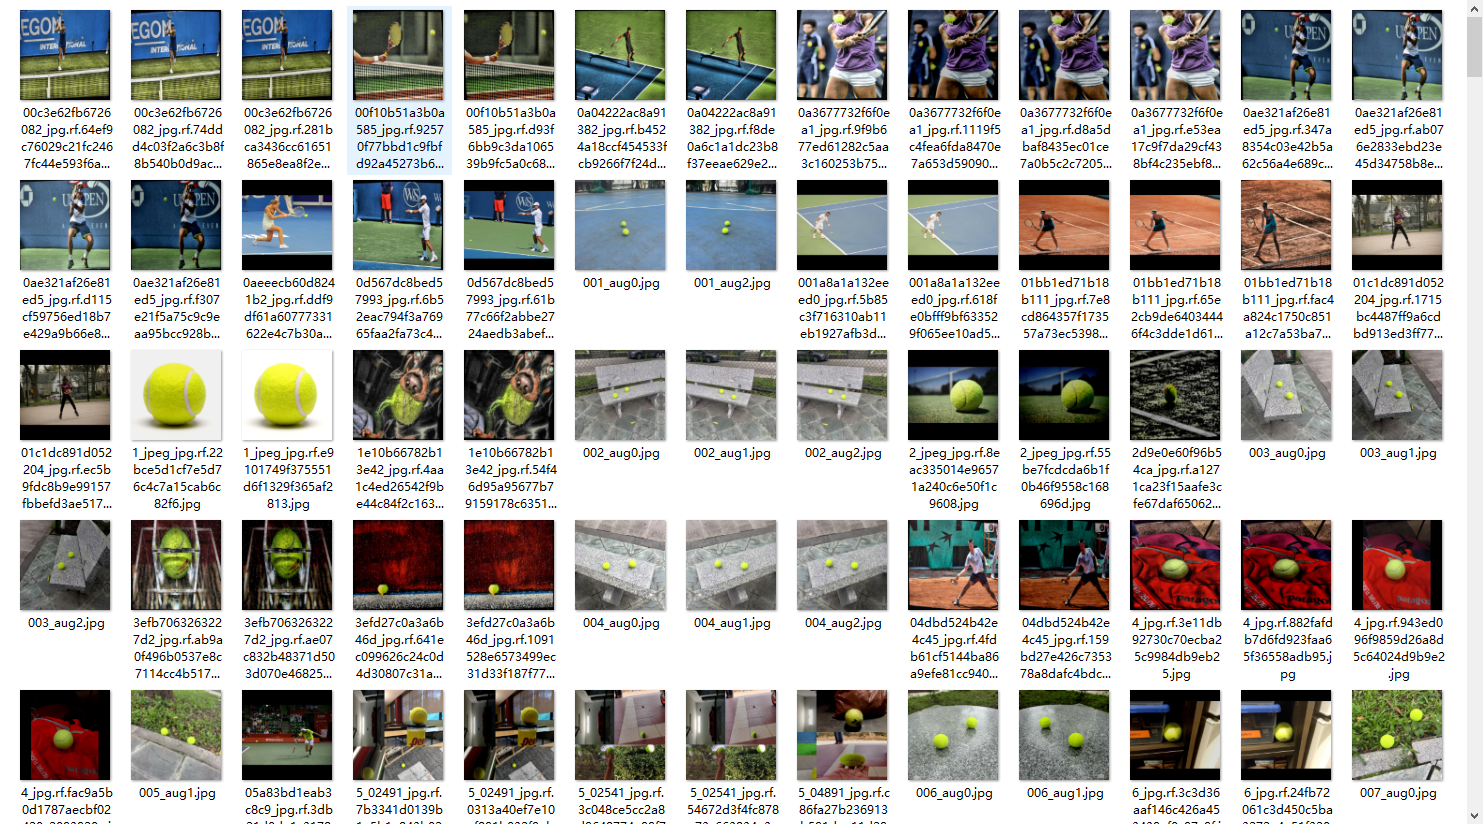 00c3e62fb6726
082_jpg.rf.64ef9
c76029c21fc246
7fc44e593f6a...
00c3e62fb6726
082_jpg.rf.74dd
d4c03f2a6c3b8f
8b540b0d9ac...
00c3e62fb6726
082_jpg.rf.281b
ca3436cc61651
865e8ea8f2e...
00f10b51a3b0a
585_jpg.rf.9257
0f77bbd1c9fbf
d92a45273b6...
00f10b51a3b0a
585_jpg.rf.d93f
6bb9c3da1065
39b9fc5a0c68...
0a04222ac8a91
382_jpg.rf.b452
4a18ccf454533f
cb9266f7f24d...
0a04222ac8a91
382_jpg.rf.f8de
0a6c1a1dc23b8
f37eeae629e2...
0a3677732f6f0e
a1_jpg.rf.9f9b6
77ed61282c5aa
3c160253b75...
0a3677732f6f0e
a1_jpg.rf.1119f5
c4fea6fda8470e
7a653d59090...
0a3677732f6f0e
a1_jpg.rf.d8a5d
baf8435ec01ce
7a0b5c2c7205...
0a3677732f6f0e
a1_jpg.rf.e53ea
17c9f7da29cf43
8bf4c235ebf8...
0ae321af26e81
ed5_jpg.rf.347a
8354c03e42b5a
62c56a4e689c...
0ae321af26e81
ed5_jpg.rf.ab07
6e2833ebd23e
45d34758b8e...
0ae321af26e81
ed5_jpg.rf.d115
cf59756ed18b7
e429a9b66e8...
0ae321af26e81
ed5_jpg.rf.f307
e21f5a75c9c9e
aa95bcc928b...
0aeeecb60d824
1b2_jpg.rf.ddf9
df61a60777331
622e4c7b30a...
0d567dc8bed5
7993_jpg.rf.6b5
2eac794f3a769
65faa2fa73c4...
0d567dc8bed5
7993_jpg.rf.61b
77c66f2abbe27
24aedb3abef...
001_aug0.jpg
001_aug2.jpg
001a8a1a132ee
ed0_jpg.rf.5b85
c3f716310ab11
eb1927afb3d...
001a8a1a132ee
ed0_jpg.rf.618f
e0bfff9bf63352
9f065ee10ad5...
01bb1ed71b18
b111_jpg.rf.7e8
cd864357f1735
57a73ec5398...
01bb1ed71b18
b111_jpg.rf.65e
2cb9de6403444
6f4c3dde1d61...
01bb1ed71b18
b111_jpg.rf.fac4
a824c1750c851
a12c7a53ba7...
01c1dc891d052
204_jpg.rf.1715
bc4487ff9a6cd
bd913ed3ff77...
01c1dc891d052
204_jpg.rf.ec5b
9fdc8b9e99157
fbbefd3ae517...
1_jpeg_jpg.rf.22
bce5d1cf7e5d7
6c4c7a15cab6c
82f6.jpg
1_jpeg_jpg.rf.e9
101749f375551
d6f1329f365af2
813.jpg
1e10b66782b1
3e42_jpg.rf.4aa
1c4ed26542f9b
e44c84f2c163...
1e10b66782b1
3e42_jpg.rf.54f4
6d95a95677b7
9159178c6351...
002_aug0.jpg
002_aug1.jpg
002_aug2.jpg
2_jpeg_jpg.rf.8e
ac335014e9657
1a240c6e50f1c
9608.jpg
2_jpeg_jpg.rf.55
be7fcdcda6b1f
0b46f9558c168
696d.jpg
2d9e0e60f96b5
4ca_jpg.rf.a127
1ca23f15aafe3c
fe67daf65062...
003_aug0.jpg
003_aug1.jpg
003_aug2.jpg
3efb706326322
7d2_jpg.rf.ab9a
0f496b0537e8c
7114cc4b517...
3efb706326322
7d2_jpg.rf.ae07
c832b48371d50
3d070e46825...
3efd27c0a3a6b
46d_jpg.rf.641e
c099626c24c0d
4d30807c31a...
3efd27c0a3a6b
46d_jpg.rf.1091
528e6573499ec
31d33f187f77...
004_aug0.jpg
004_aug1.jpg
004_aug2.jpg
04dbd524b42e
4c45_jpg.rf.4fd
b61cf5144ba86
a9efe81cc940...
04dbd524b42e
4c45_jpg.rf.159
bd27e426c7353
78a8dafc4bdc...
4_jpg.rf.3e11db
92730c70ecba2
5c9984db9eb2
5.jpg
4_jpg.rf.882fafd
b7d6fd923faa6
5f36558adb95.j
pg
4_jpg.rf.943ed0
96f9859d26a8d
5c64024d9b9e2
.jpg
4_jpg.rf.fac9a5b
0d1787aecbf02
005_aug1.jpg
05a83bd1eab3
c8c9_jpg.rf.3db
5_02491_jpg.rf.
7b3341d0139b
5_02491_jpg.rf.
0313a40ef7e10
5_02541_jpg.rf.
3c048ce5cc2a8
5_02541_jpg.rf.
54672d3f4fc878
5_04891_jpg.rf.c
86fa27b236913
006_aug0.jpg
006_aug1.jpg
6_jpg.rf.3c3d36
aaf146c426a45
6_jpg.rf.24fb72
061c3d450c5ba
007_aug0.jpg